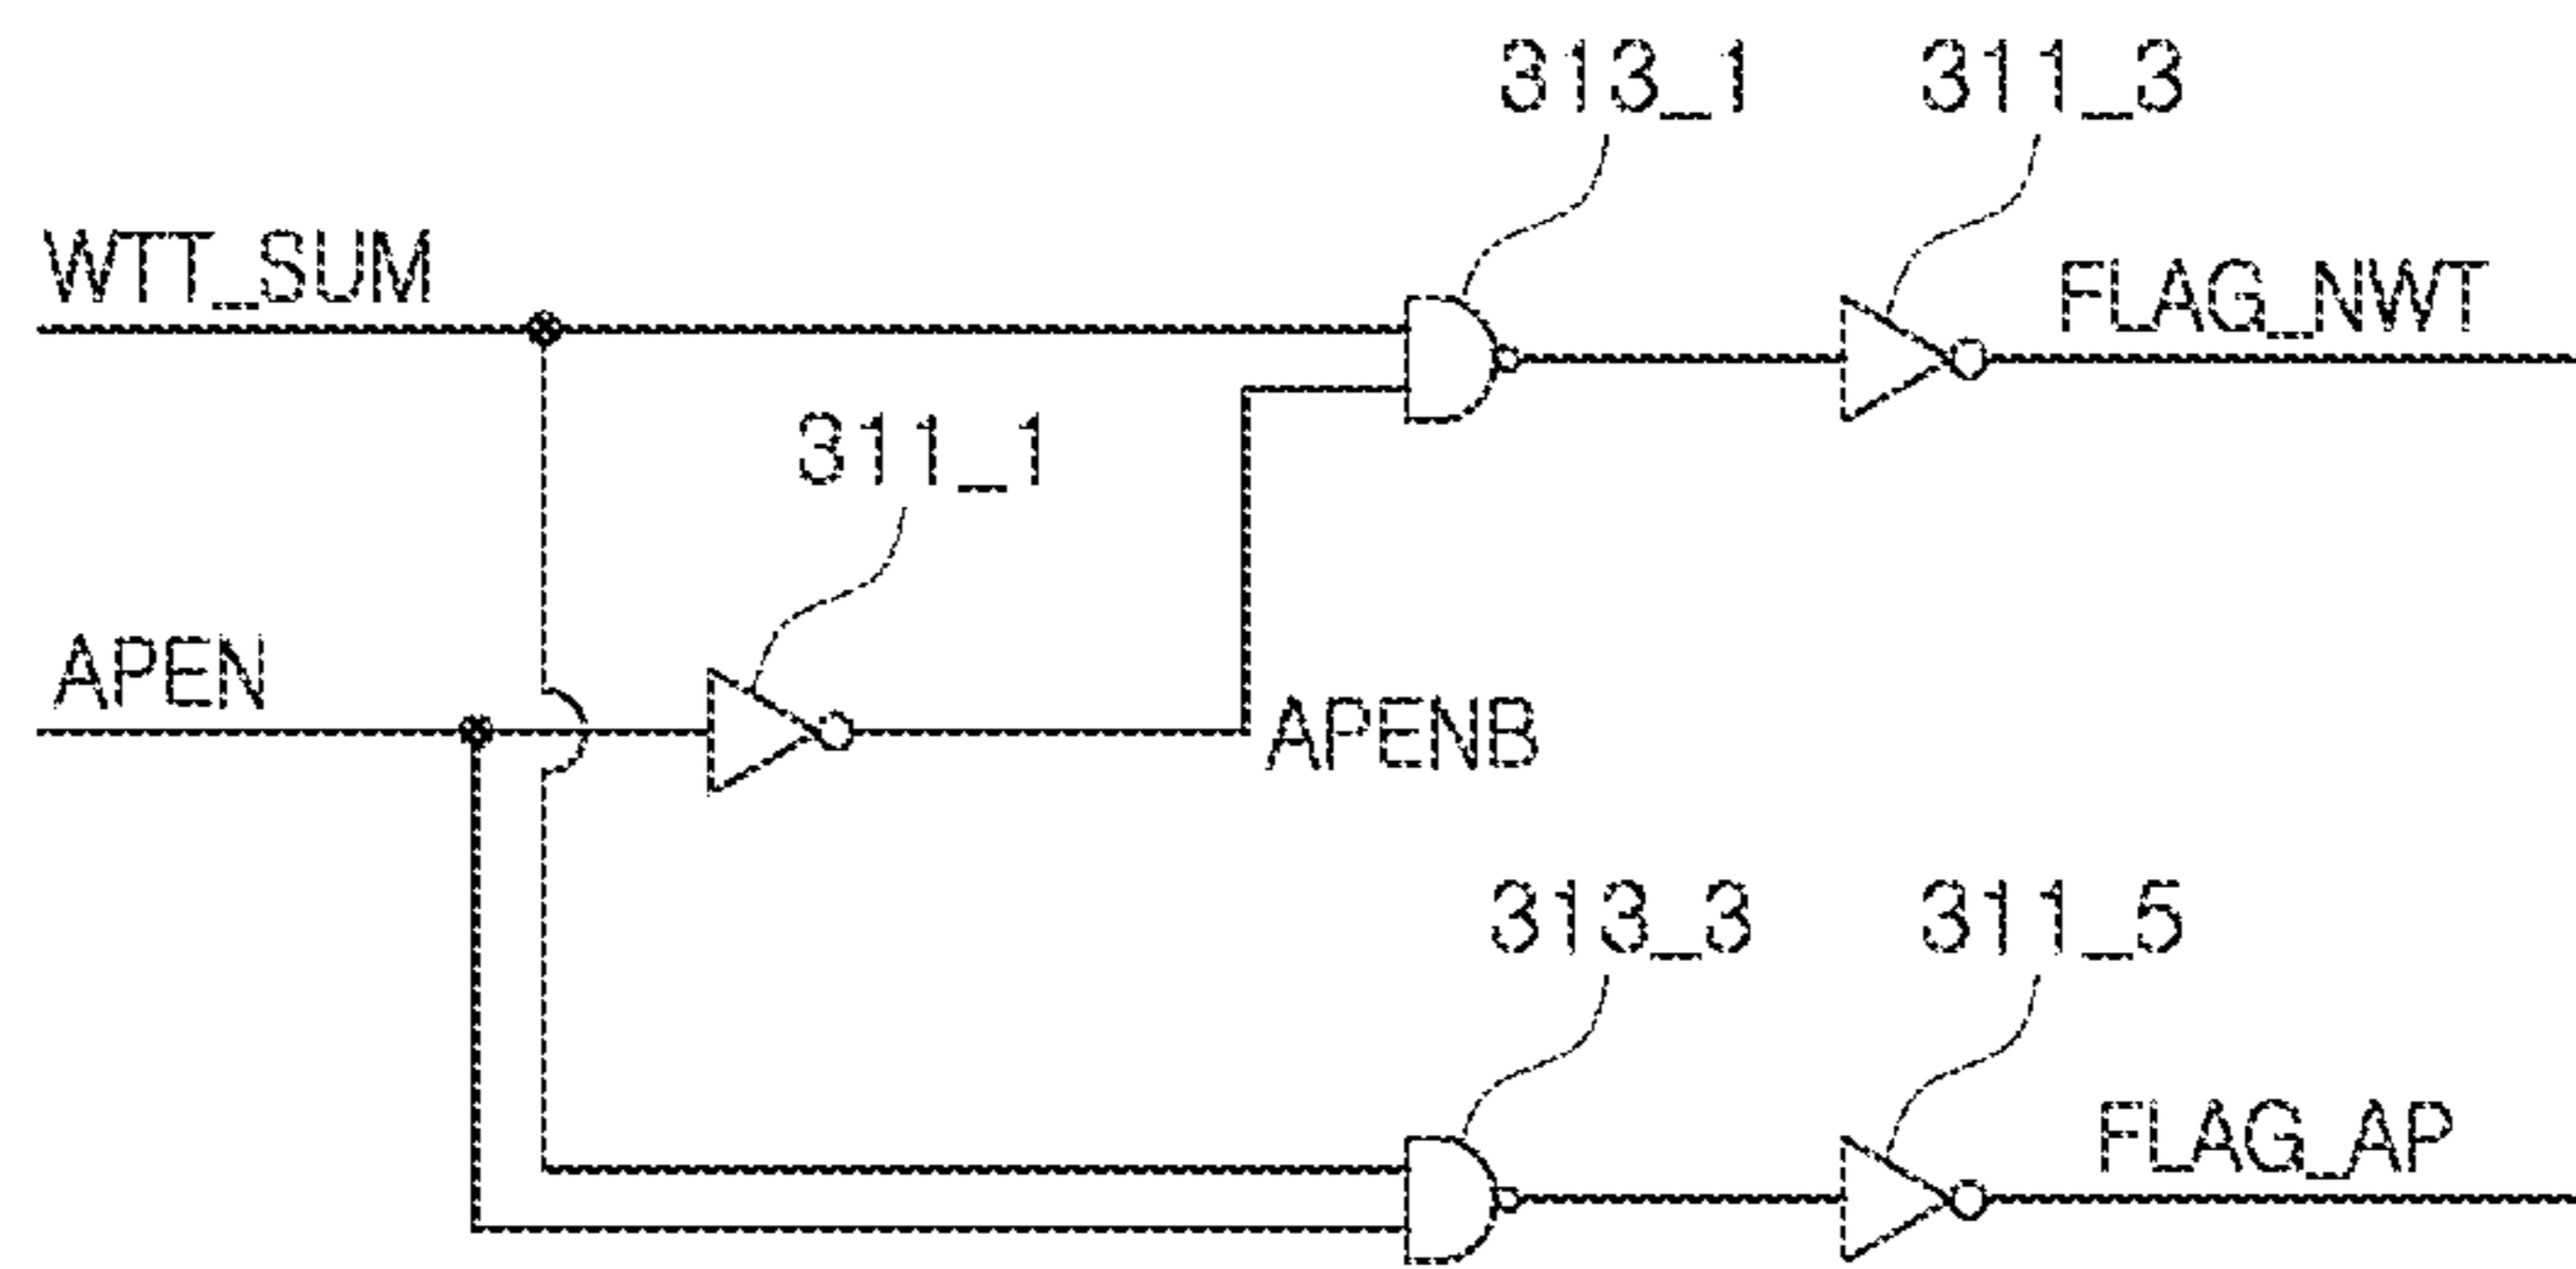 313_1
311_3
WTT_SUM
FLAG_NWT
311_1
APEN
APENB
313_3
311_5
FLAG_AP